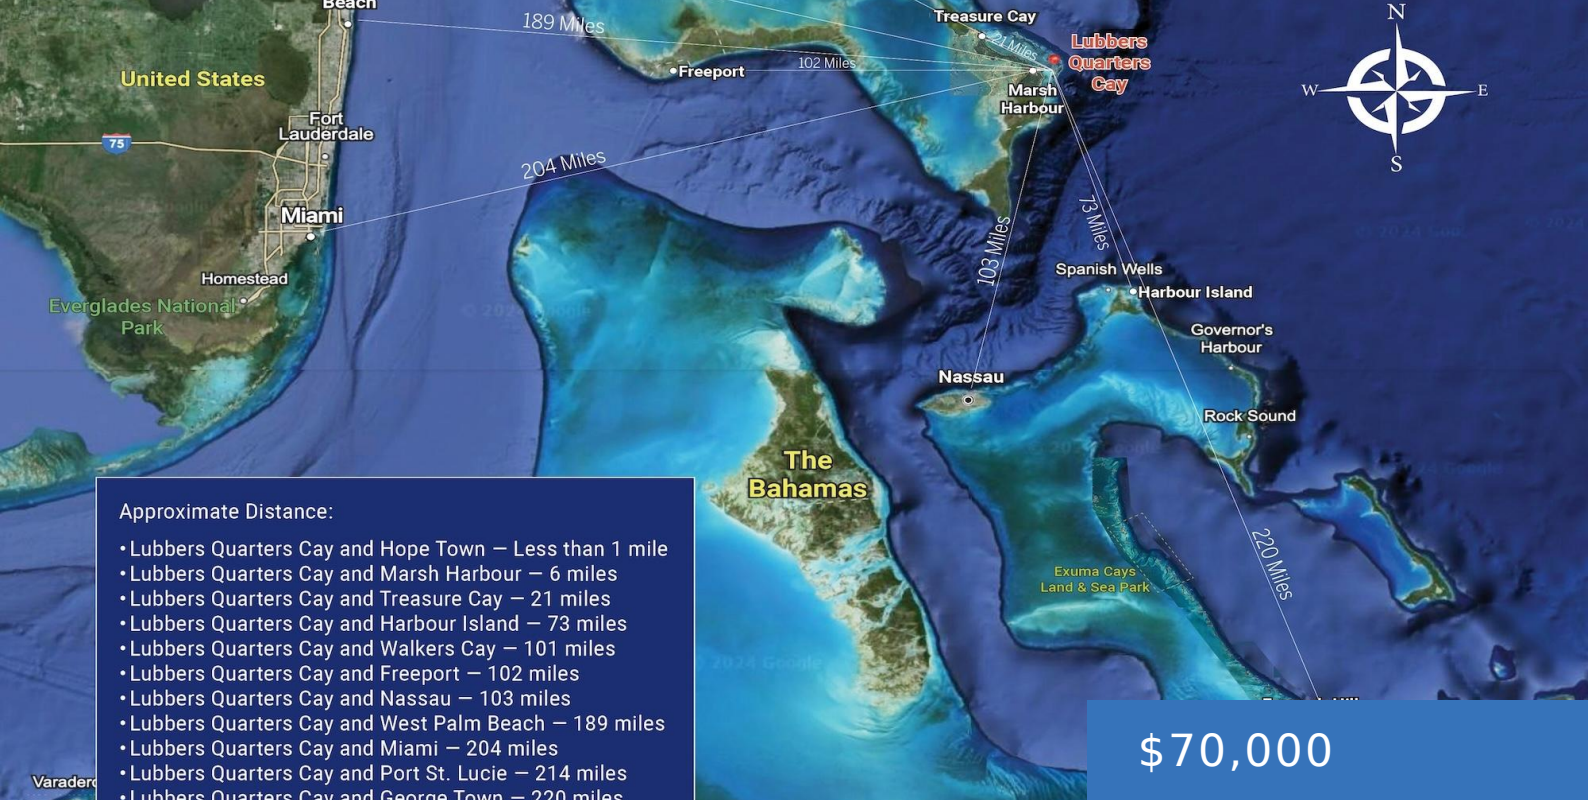 Beach
189 Miles
Treasure Cay
21 Miles
Lubbers
Quarters
Cay
N
W
E
S
United States
Freeport
102 Miles
Marsh
Harbour
Fort
Lauderdale
75
204 Miles
Miami
73 Miles
103 Miles
Homestead
Spanish Wells
Harbour Island
Everglades National
Park
Governor's
Harbour
Nassau
Rock Sound
The
Bahamas
Approximate Distance:
•Lubbers Quarters Cay and Hope Town – Less than 1 mile
•Lubbers Quarters Cay and Marsh Harbour – 6 miles
•Lubbers Quarters Cay and Treasure Cay – 21 miles
•Lubbers Quarters Cay and Harbour Island – 73 miles
•Lubbers Quarters Cay and Walkers Cay – 101 miles
•Lubbers Quarters Cay and Freeport – 102 miles
•Lubbers Quarters Cay and Nassau – 103 miles
•Lubbers Quarters Cay and West Palm Beach – 189 miles
•Lubbers Quarters Cay and Miami – 204 miles
•Lubbers Quarters Cay and Port St. Lucie – 214 miles
•Lubbers Quarters Cay and George Town – 220 miles
Exuma Cays
Land & Sea Park
220 Miles
2024 Google
Varadero
$70,000